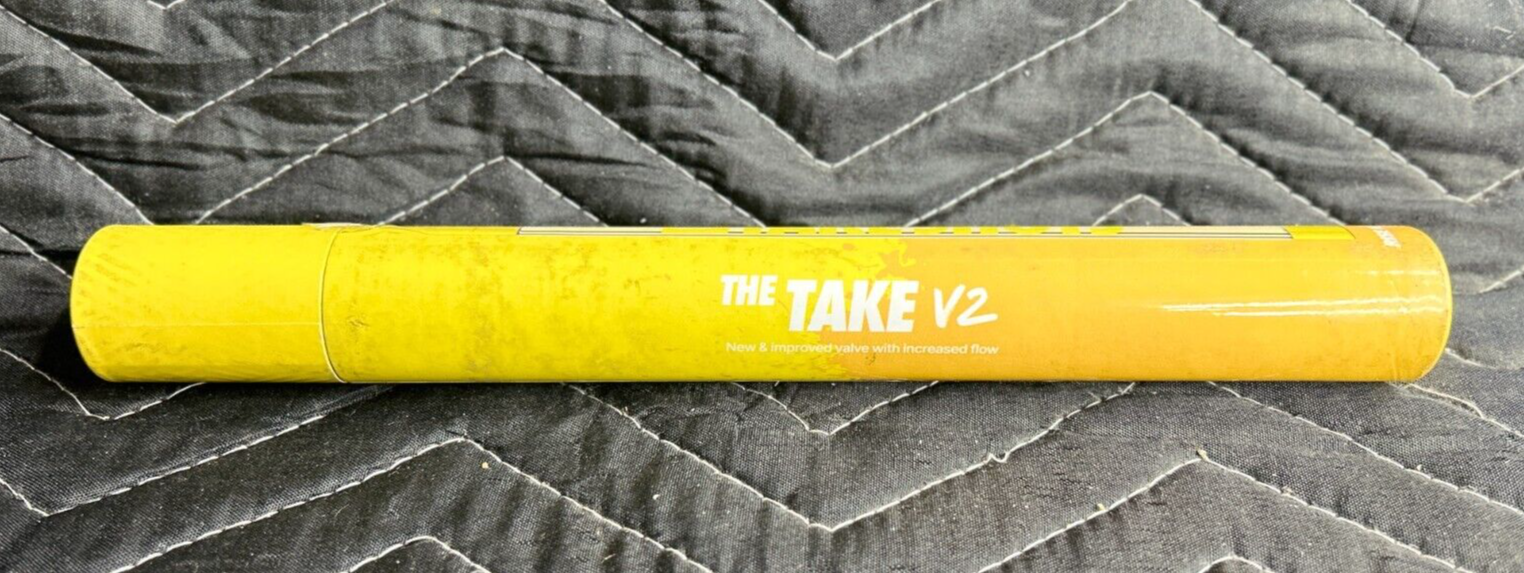 THE TAKE V2
New & improved valve with increased flow